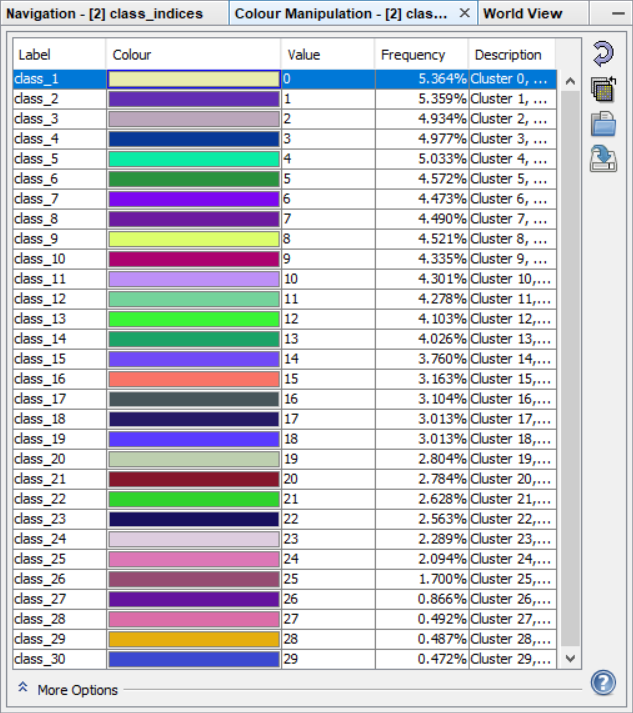 Navigation - [2] class_indices Colour Manipulation - [2] clas... × World View
Label Colour Value Frequency Description
class_1 0 5.364% Cluster 0, ...
class_2 1 5.359% Cluster 1, ...
class_3 2 4.934% Cluster 2, ...
class_4 3 4.977% Cluster 3, ...
class_5 4 5.033% Cluster 4, ...
class_6 5 4.572% Cluster 5, ...
class_7 6 4.473% Cluster 6, ...
class_8 7 4.490% Cluster 7, ...
class_9 8 4.521% Cluster 8, ...
class_10 9 4.335% Cluster 9, ...
class_11 10 4.301% Cluster 10,...
class_12 11 4.278% Cluster 11,...
class_13 12 4.103% Cluster 12,...
class_14 13 4.026% Cluster 13,...
class_15 14 3.760% Cluster 14,...
class_16 15 3.163% Cluster 15,...
class_17 16 3.104% Cluster 16,...
class_18 17 3.013% Cluster 17,...
class_19 18 3.013% Cluster 18,...
class_20 19 2.804% Cluster 19,...
class_21 20 2.784% Cluster 20,...
class_22 21 2.628% Cluster 21,...
class_23 22 2.563% Cluster 22,...
class_24 23 2.289% Cluster 23,...
class_25 24 2.094% Cluster 24,...
class_26 25 1.700% Cluster 25,...
class_27 26 0.866% Cluster 26,...
class_28 27 0.492% Cluster 27,...
class_29 28 0.487% Cluster 28,...
class_30 29 0.472% Cluster 29,...
More Options